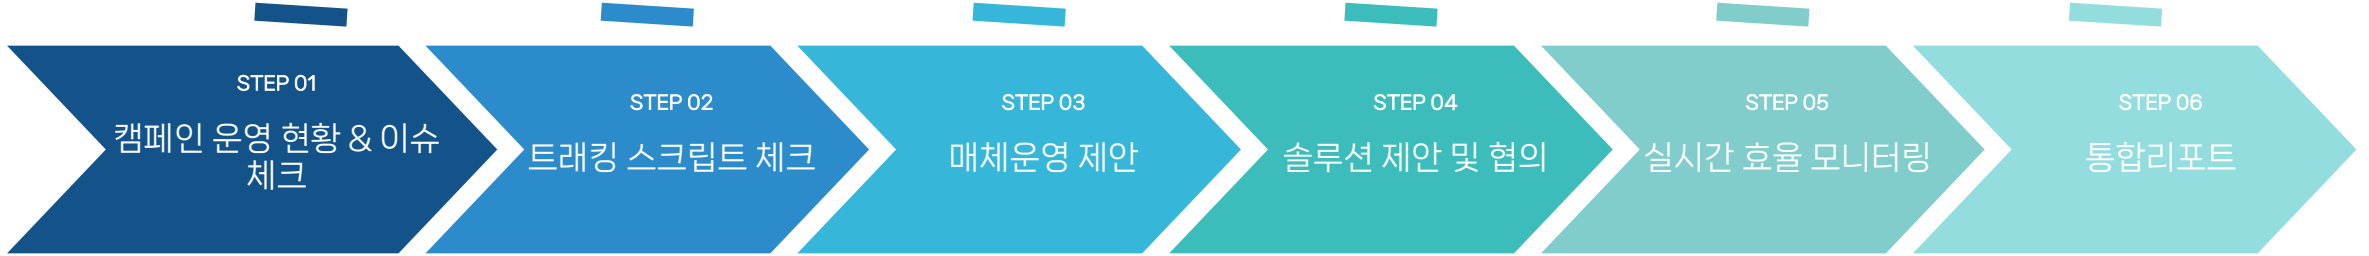 STEP 01
캠페인 운영 현황 & 이슈
체크
STEP 02
트래킹 스크립트 체크
STEP 03
매체운영 제안
STEP 04
솔루션 제안 및 협의
STEP 05
실시간 효율 모니터링
STEP 06
통합리포트